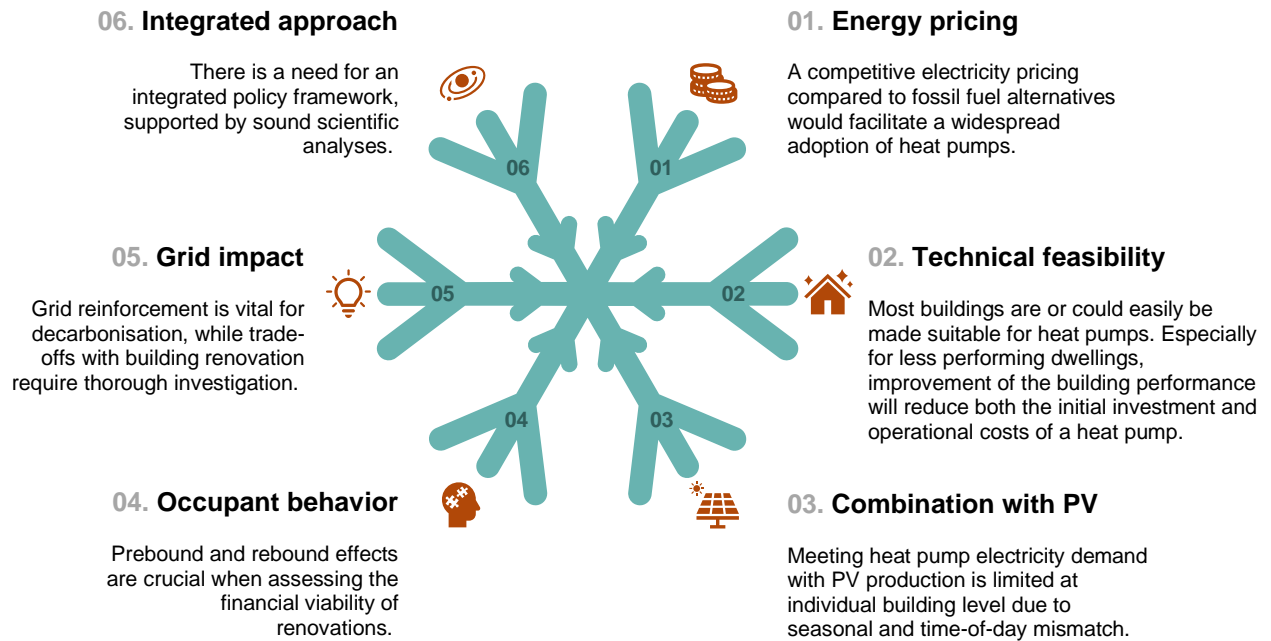 01. Energy pricing
A competitive electricity pricing
compared to fossil fuel alternatives
would facilitate a widespread
adoption of heat pumps.
02. Technical feasibility
Most buildings are or could easily be
made suitable for heat pumps. Especially
for less performing dwellings,
improvement of the building performance
will reduce both the initial investment and
operational costs of a heat pump.
03. Combination with PV
Meeting heat pump electricity demand
with PV production is limited at
individual building level due to
seasonal and time-of-day mismatch.
04. Occupant behavior
Prebound and rebound effects
are crucial when assessing the
financial viability of
renovations.
05. Grid impact
Grid reinforcement is vital for
decarbonisation, while trade-
offs with building renovation
require thorough investigation.
06. Integrated approach
There is a need for an
integrated policy framework,
supported by sound scientific
analyses.
01
02
03
04
05
06